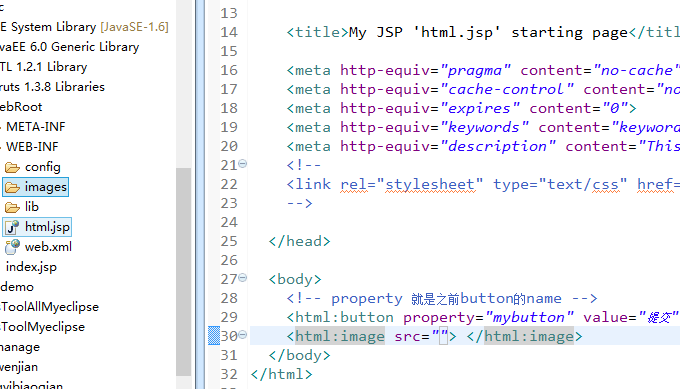 E System Library [JavaSE-1.6]
vaEE 6.0 Generic Library
TL 1.2.1 Library
ruts 1.3.8 Libraries
ebRoot
META-INF
WEB-INF
config
images
lib
html.jsp
web.xml
index.jsp
demo
sToolAllMyeclipse
sToolMyeclipse
nanage
wenjian
13
14 <title>My JSP 'html.jsp' starting page</titl
15
16 <meta http-equiv="pragma" content="no-cache"
17 <meta http-equiv="cache-control" content="no
18 <meta http-equiv="expires" content="0">
19 <meta http-equiv="keywords" content="keyword
20 <meta http-equiv="description" content="This
21 <!--
22 <link rel="stylesheet" type="text/css" href=
23 -->
24
25 </head>
26
27 <body>
28 <!-- property 就是之前button的name -->
29 <html:button property="mybutton" value="提交"
30 <html:image src=""> </html:image>
31 </body>
32 </html>